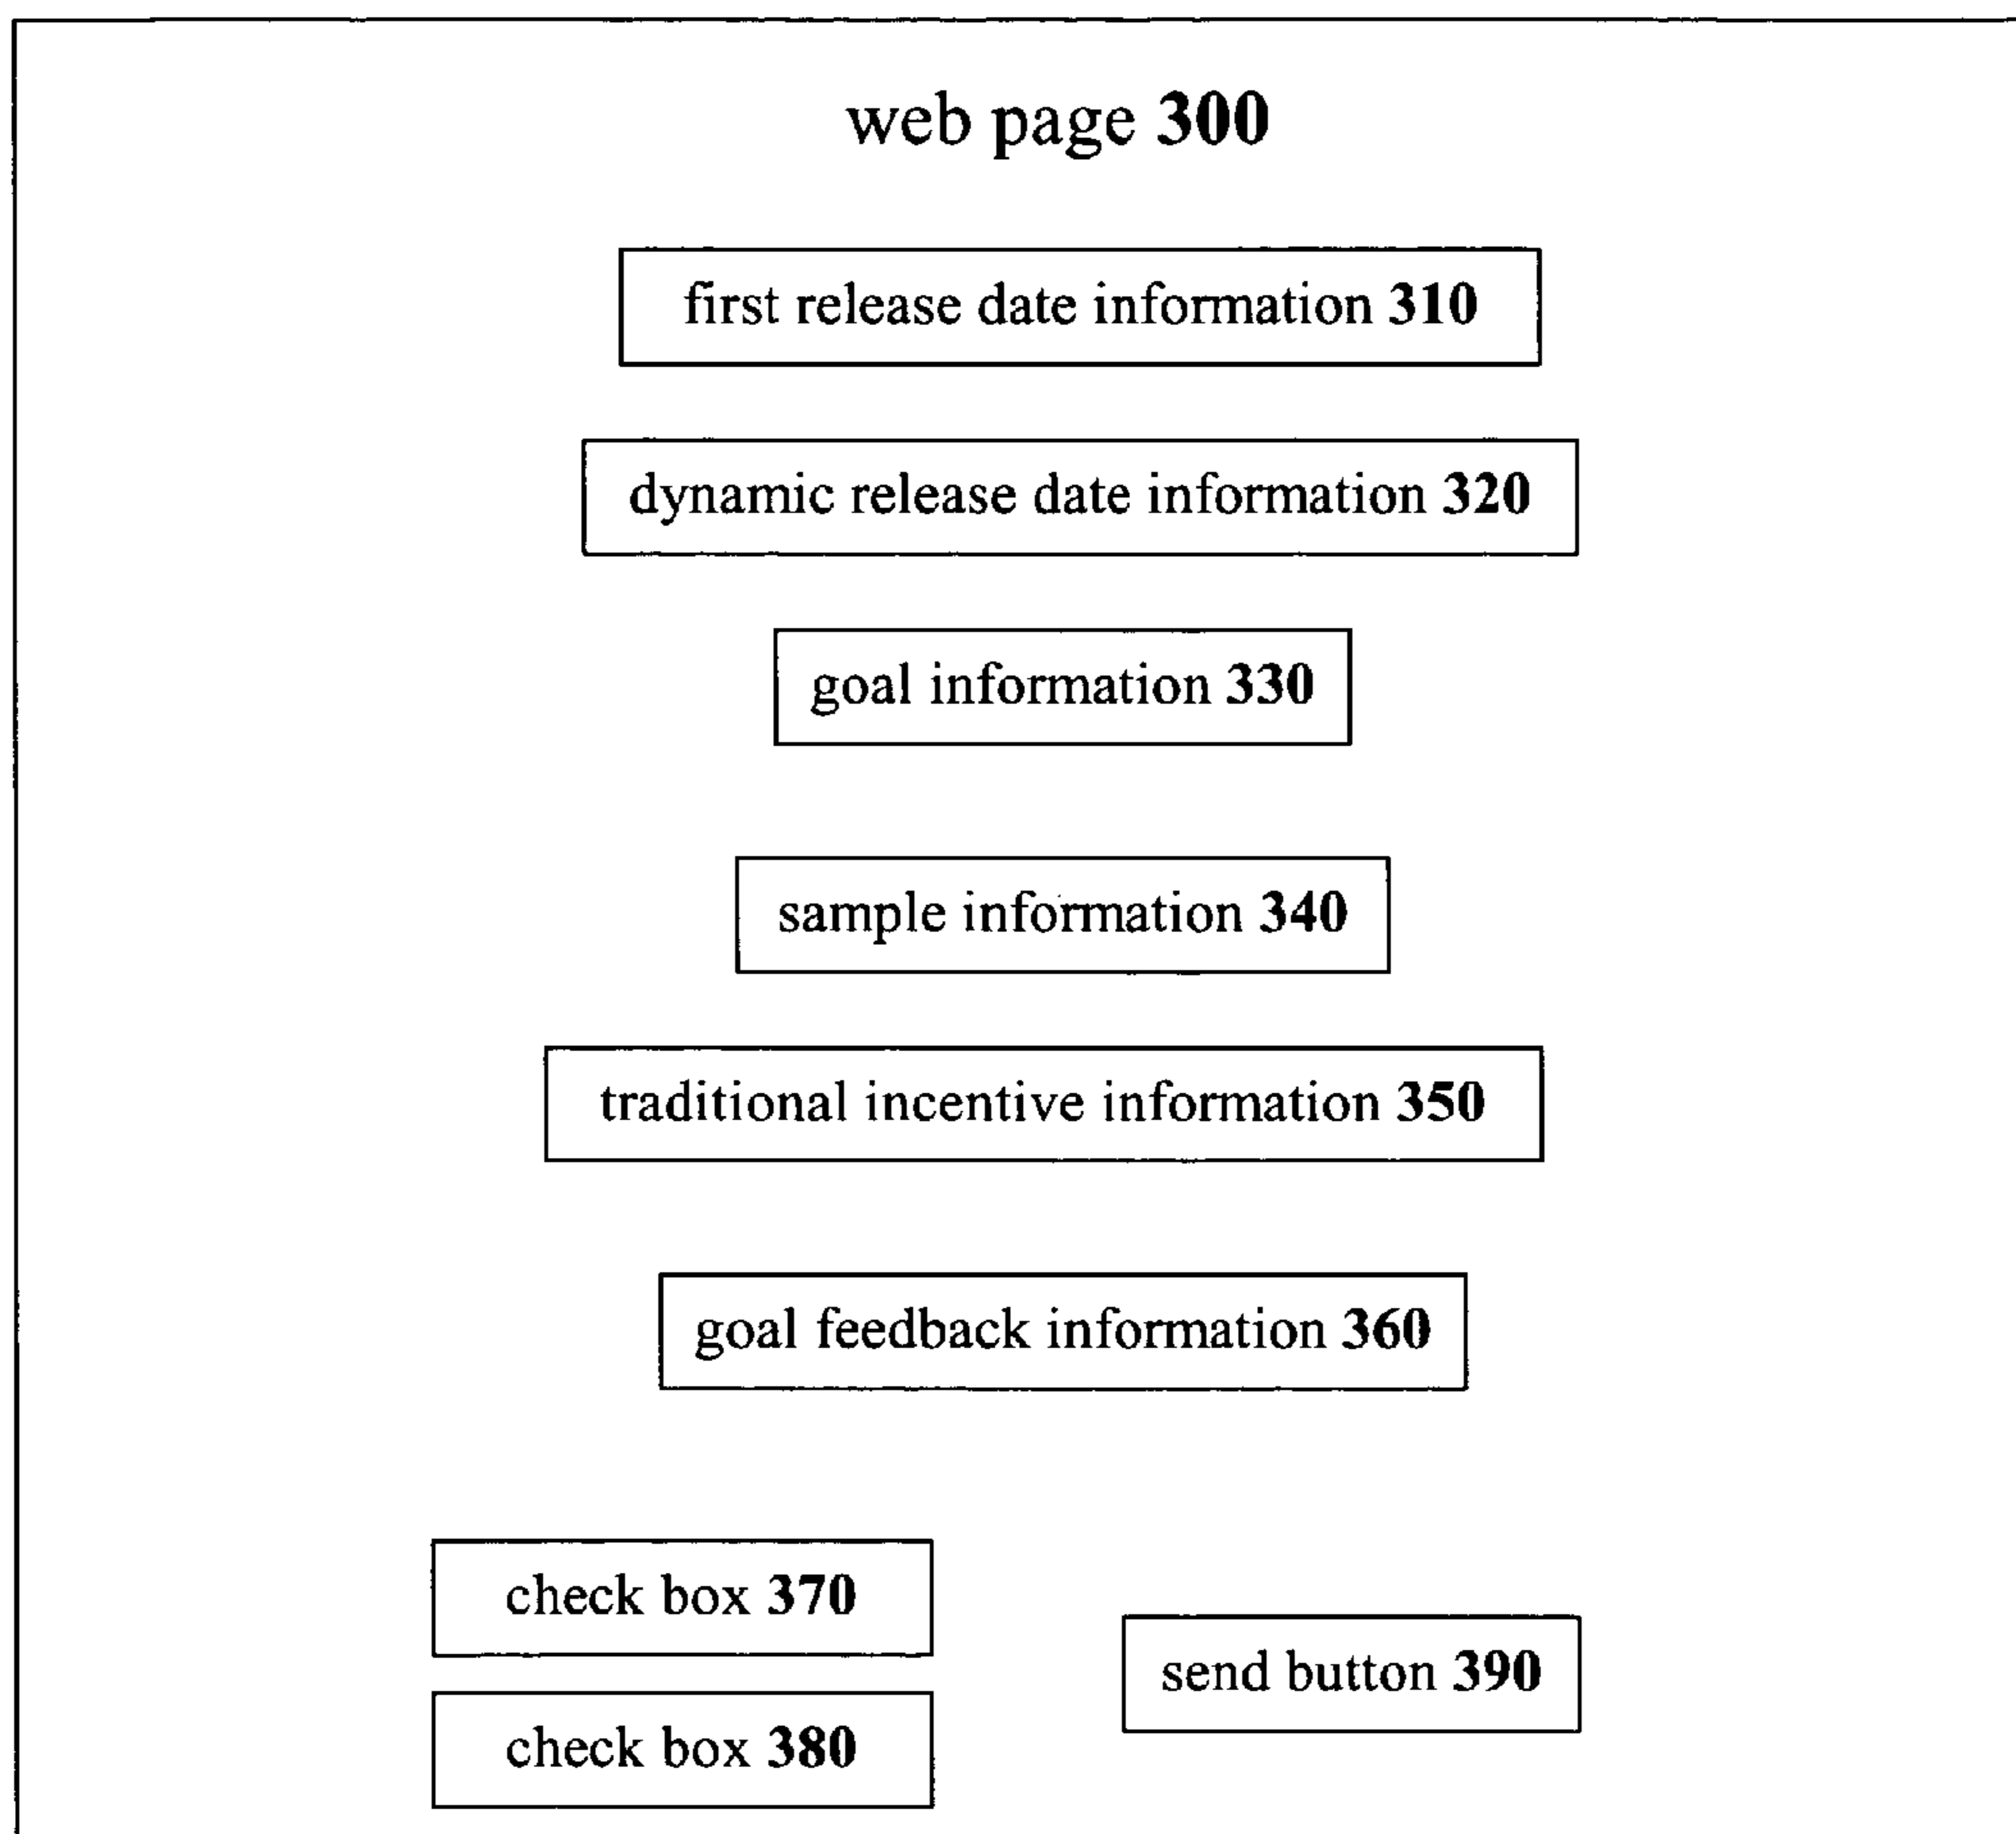 web page 300
first release date information 310
dynamic release date information 320
goal information 330
sample information 340
traditional incentive information 350
goal feedback information 360
check box 370
send button 390
check box 380